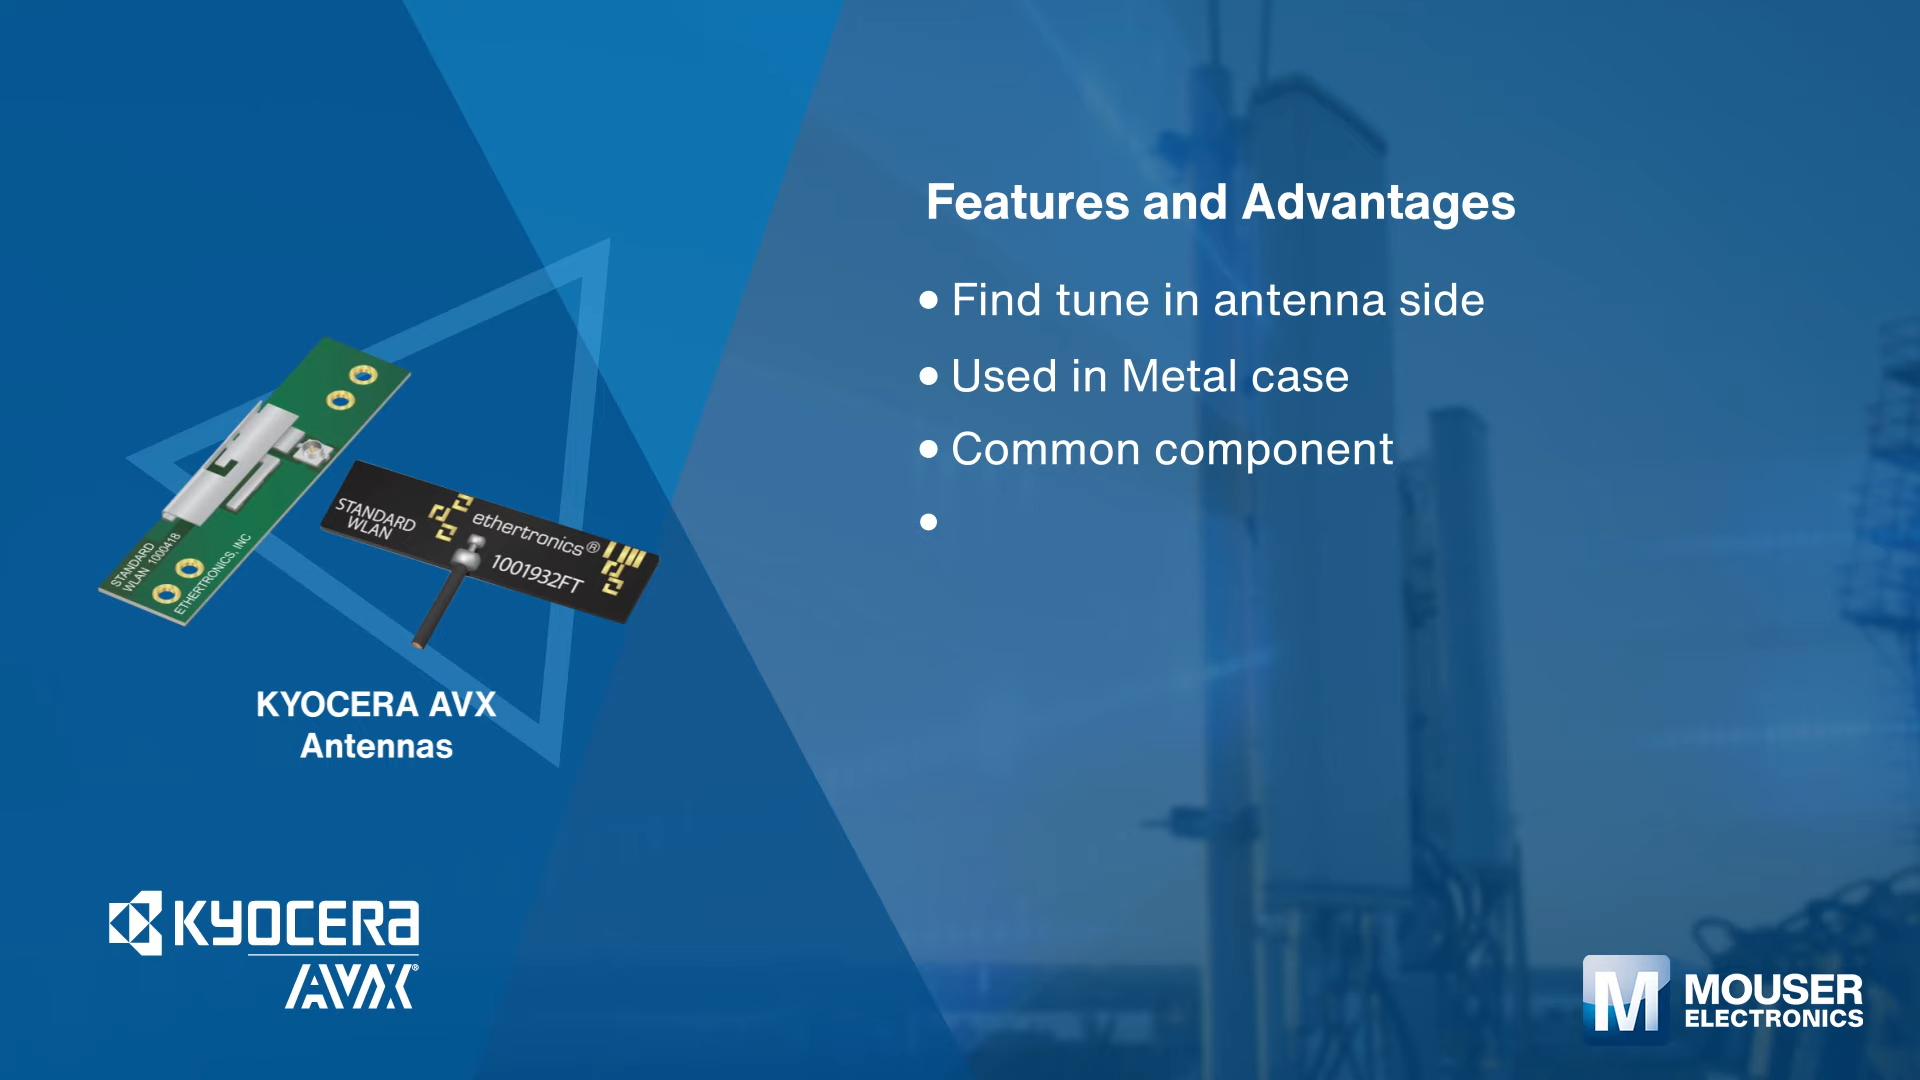 Features and Advantages
• Find tune in antenna side
• Used in Metal case
• Common component
•
STANDARD
WLAN 1000418
ETHERTRONICS, INC
STANDARD
WLAN
ethertronics®
1001932FT
KYOCERA AVX
Antennas
KYOCERA
AVX®
M
MOUSER
ELECTRONICS